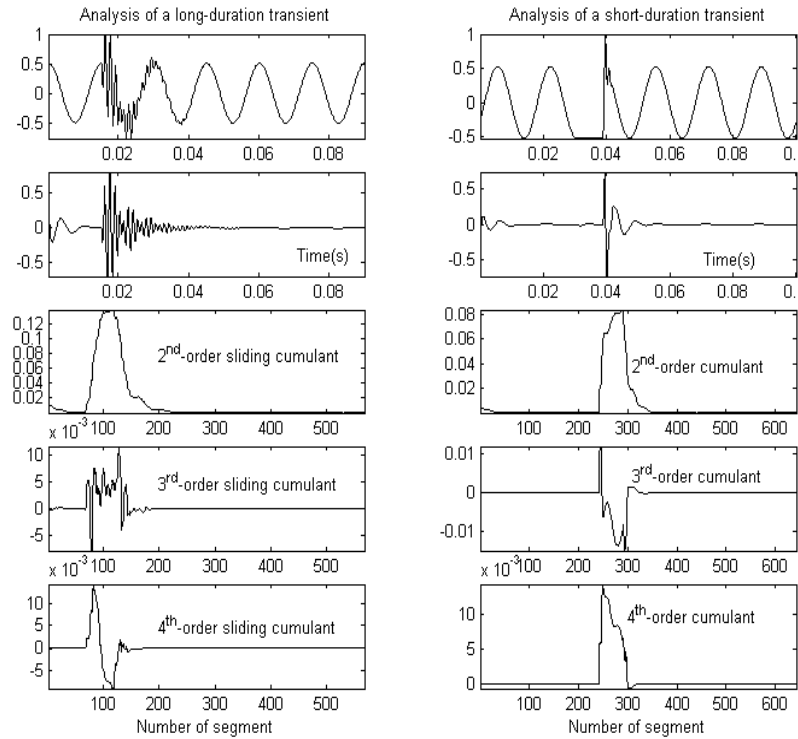 Analysis of a long-duration transient
1
0.5
0
-0.5
0.02 0.04 0.06 0.08
0.5
0
-0.5
Time(s)
0.02 0.04 0.06 0.08
0.12
0.1
0.08
0.06
0.04
0.02
2nd-order sliding cumulant
100 200 300 400 500
x 10-3
10
5
0
-5
3rd-order sliding cumulant
100 200 300 400 500
x 10-3
10
5
0
-5
4th-order sliding cumulant
100 200 300 400 500
Number of segment
Analysis of a short-duration transient
1
0.5
0
-0.5
0 0.02 0.04 0.06 0.08 0.
0.5
0
-0.5
Time(s)
0 0.02 0.04 0.06 0.08 0.
0.08
0.06
0.04
0.02
2nd-order cumulant
100 200 300 400 500 600
0.01
0
-0.01
3rd-order cumulant
100 200 300 400 500 600
x 10-3
10
5
0
4th-order cumulant
100 200 300 400 500 600
Number of segment